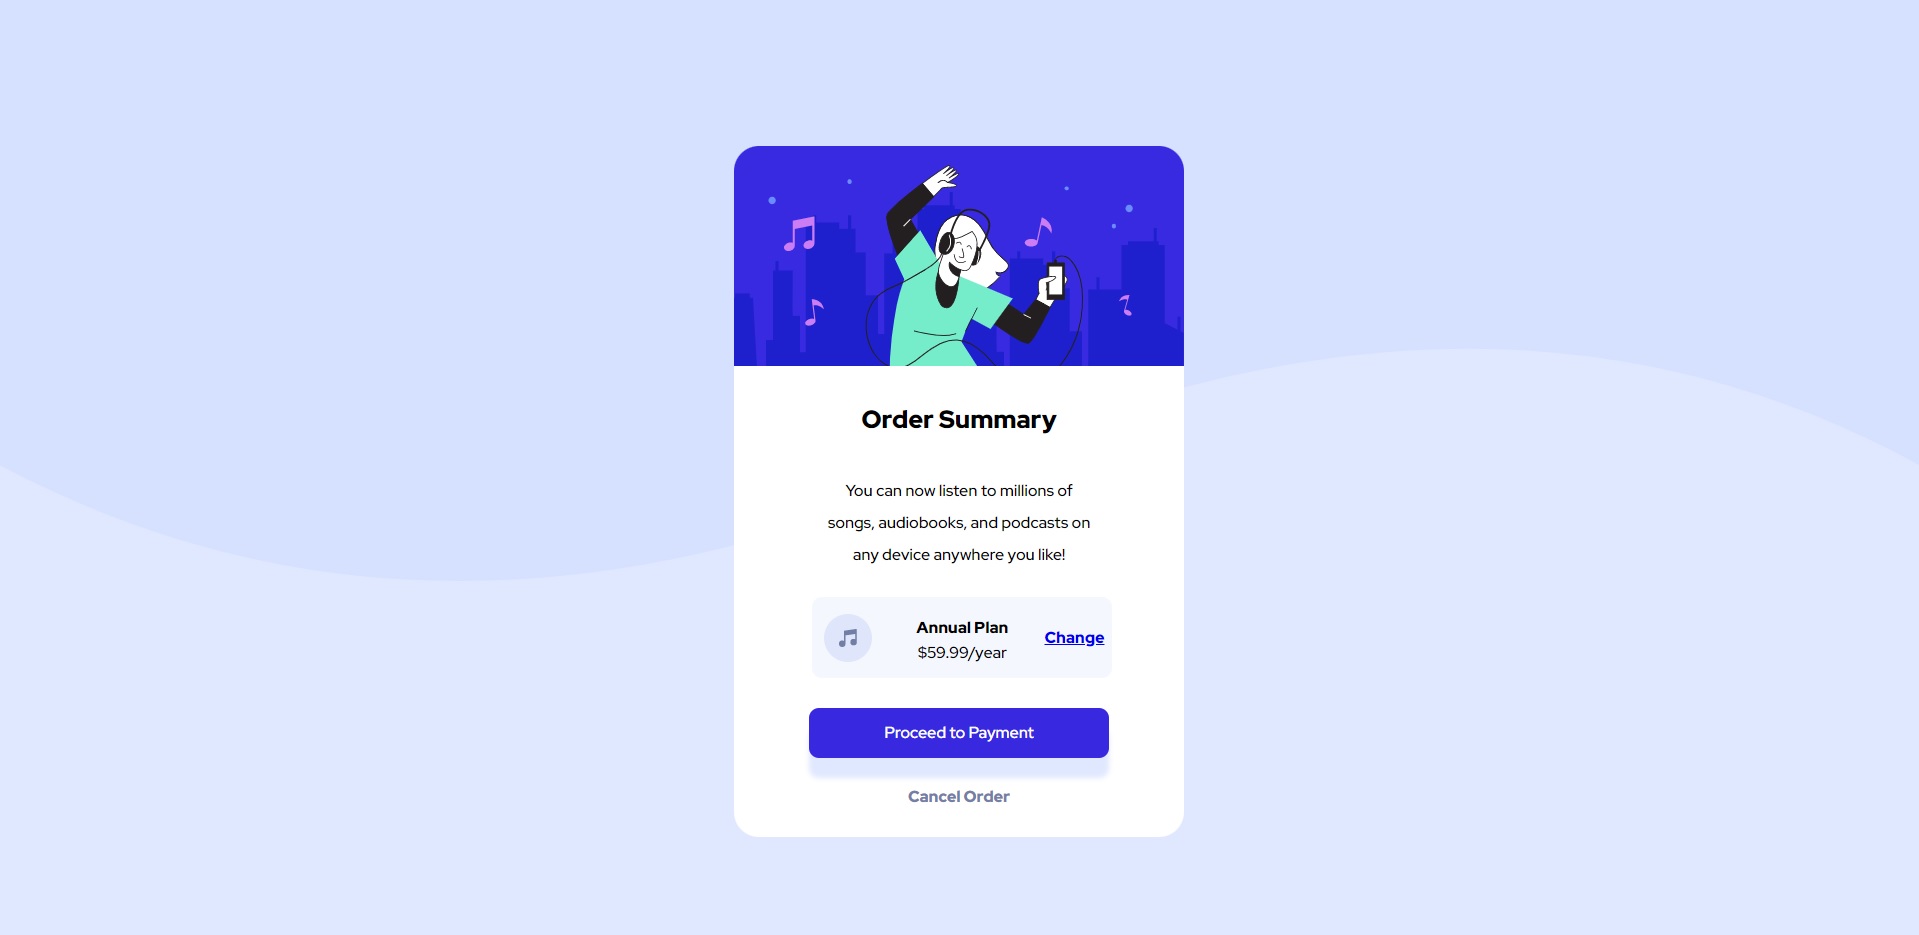 Order Summary
You can now listen to millions of
songs, audiobooks, and podcasts on
any device anywhere you like!
Annual Plan
$59.99/year
Change
Proceed to Payment
Cancel Order